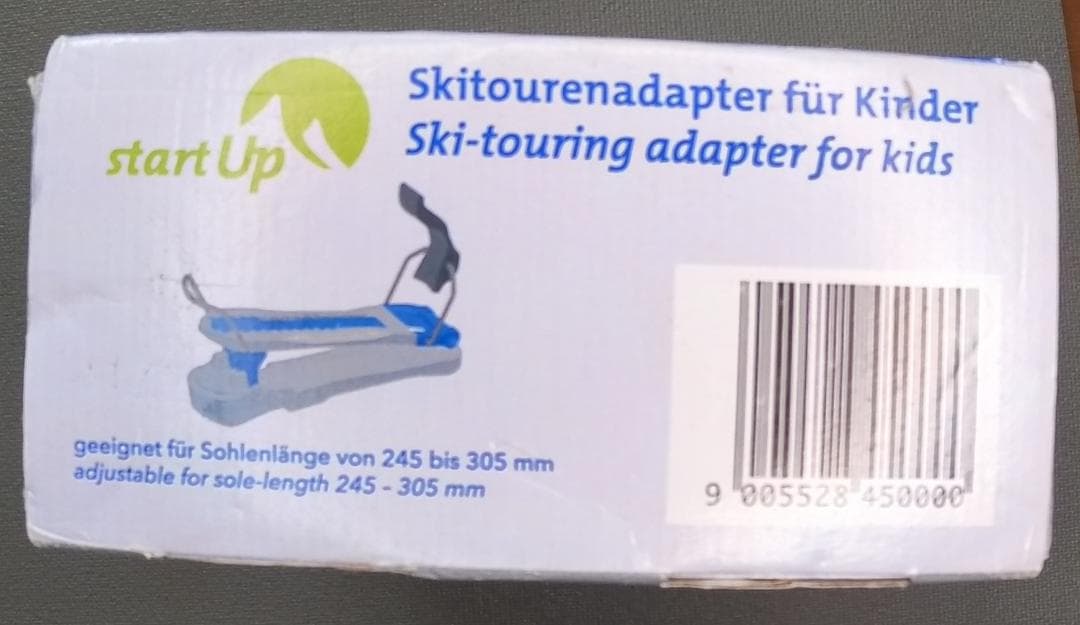 start Up
Skitourenadapter für Kinder
Ski-touring adapter for kids
geeignet für Sohlenlänge von 245 bis 305 mm
adjustable for sole-length 245 - 305 mm
9 005528 450000